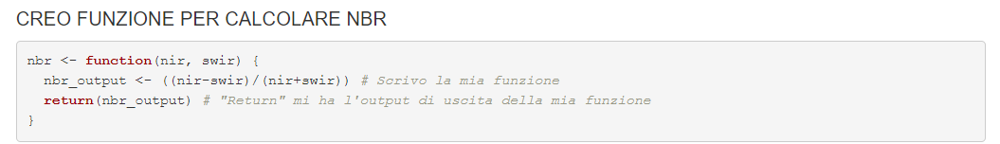 CREO FUNZIONE PER CALCOLARE NBR
nbr <- function(nir, swir) {
  nbr_output <- ((nir-swir)/(nir+swir)) # Scrivo la mia funzione
  return(nbr_output) # "Return" mi ha l'output di uscita della mia funzione
}